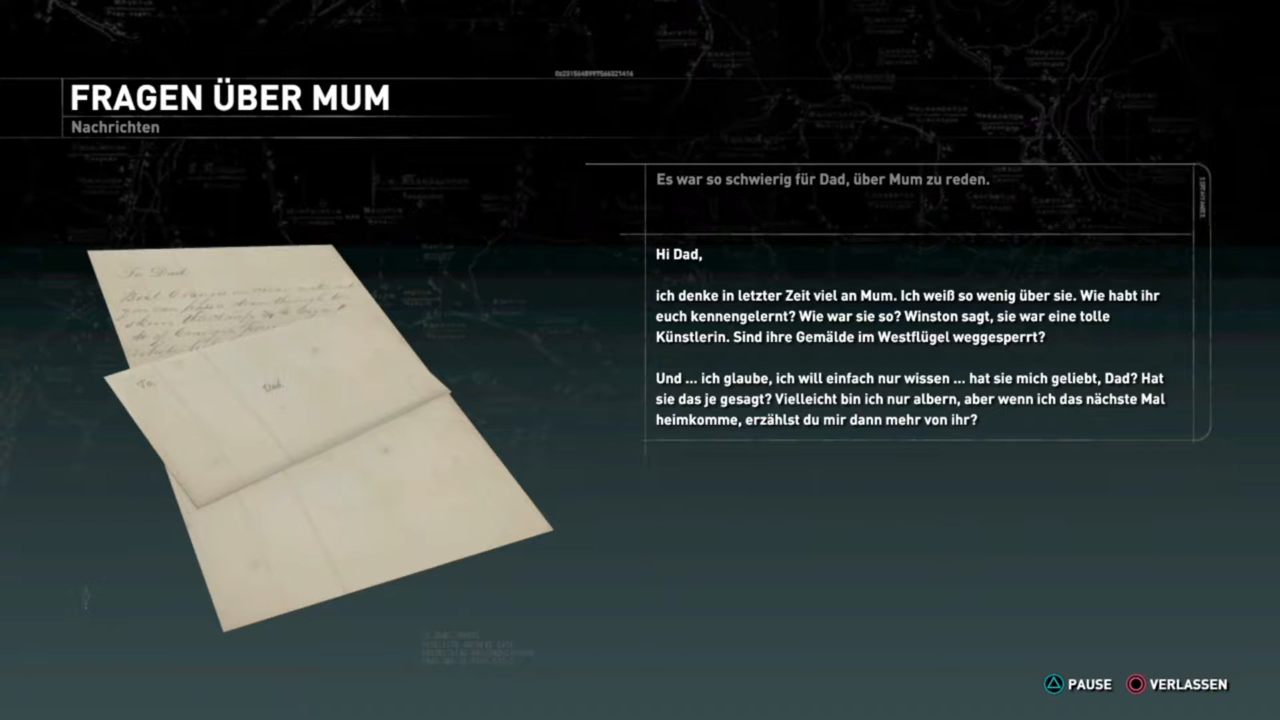 FRAGEN ÜBER MUM
Nachrichten
Es war so schwierig für Dad, über Mum zu reden.
Hi Dad,
ich denke in letzter Zeit viel an Mum. Ich weiß so wenig über sie. Wie habt ihr
euch kennengelernt? Wie war sie so? Winston sagt, sie war eine tolle
Künstlerin. Sind ihre Gemälde im Westflügel weggesperrt?
Und ... ich glaube, ich will einfach nur wissen ... hat sie mich geliebt, Dad? Hat
sie das je gesagt? Vielleicht bin ich nur albern, aber wenn ich das nächste Mal
heimkomme, erzählst du mir dann mehr von ihr?
To Dad
To. Dad
PAUSE
VERLASSEN